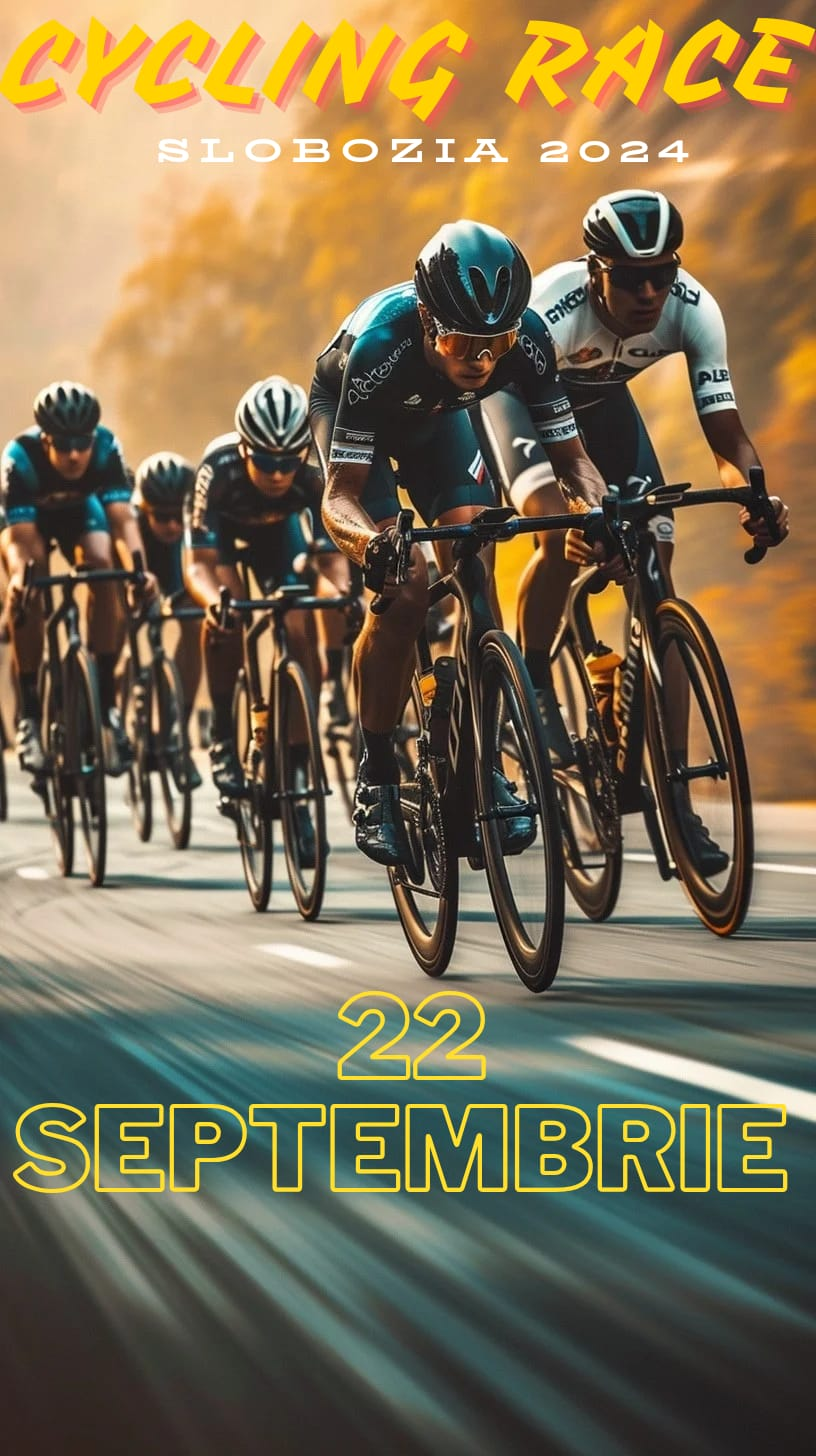 CYCLING RACE
SLOBOZIA 2024
22
SEPTEMBRIE